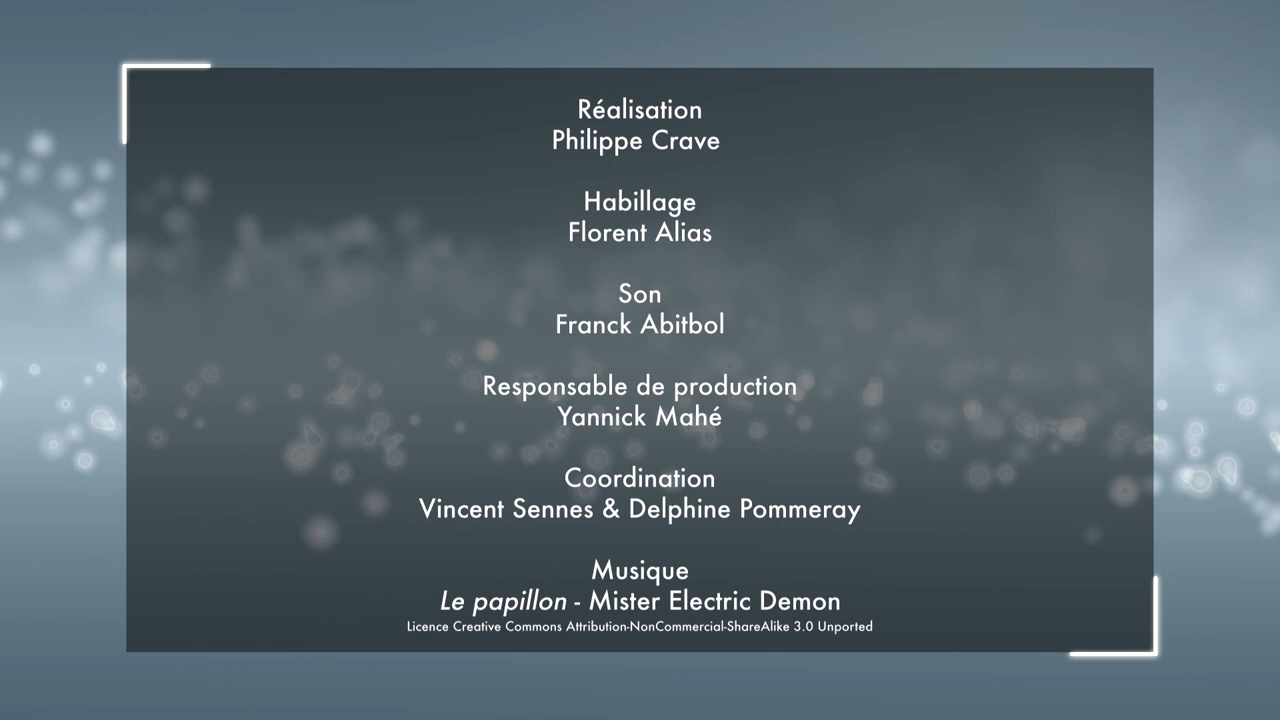 Réalisation
Philippe Crave
Habillage
Florent Alias
Son
Franck Abitbol
Responsable de production
Yannick Mahé
Coordination
Vincent Sennes & Delphine Pommeray
Musique
Le papillon - Mister Electric Demon
Licence Creative Commons Attribution-NonCommercial-ShareAlike 3.0 Unported